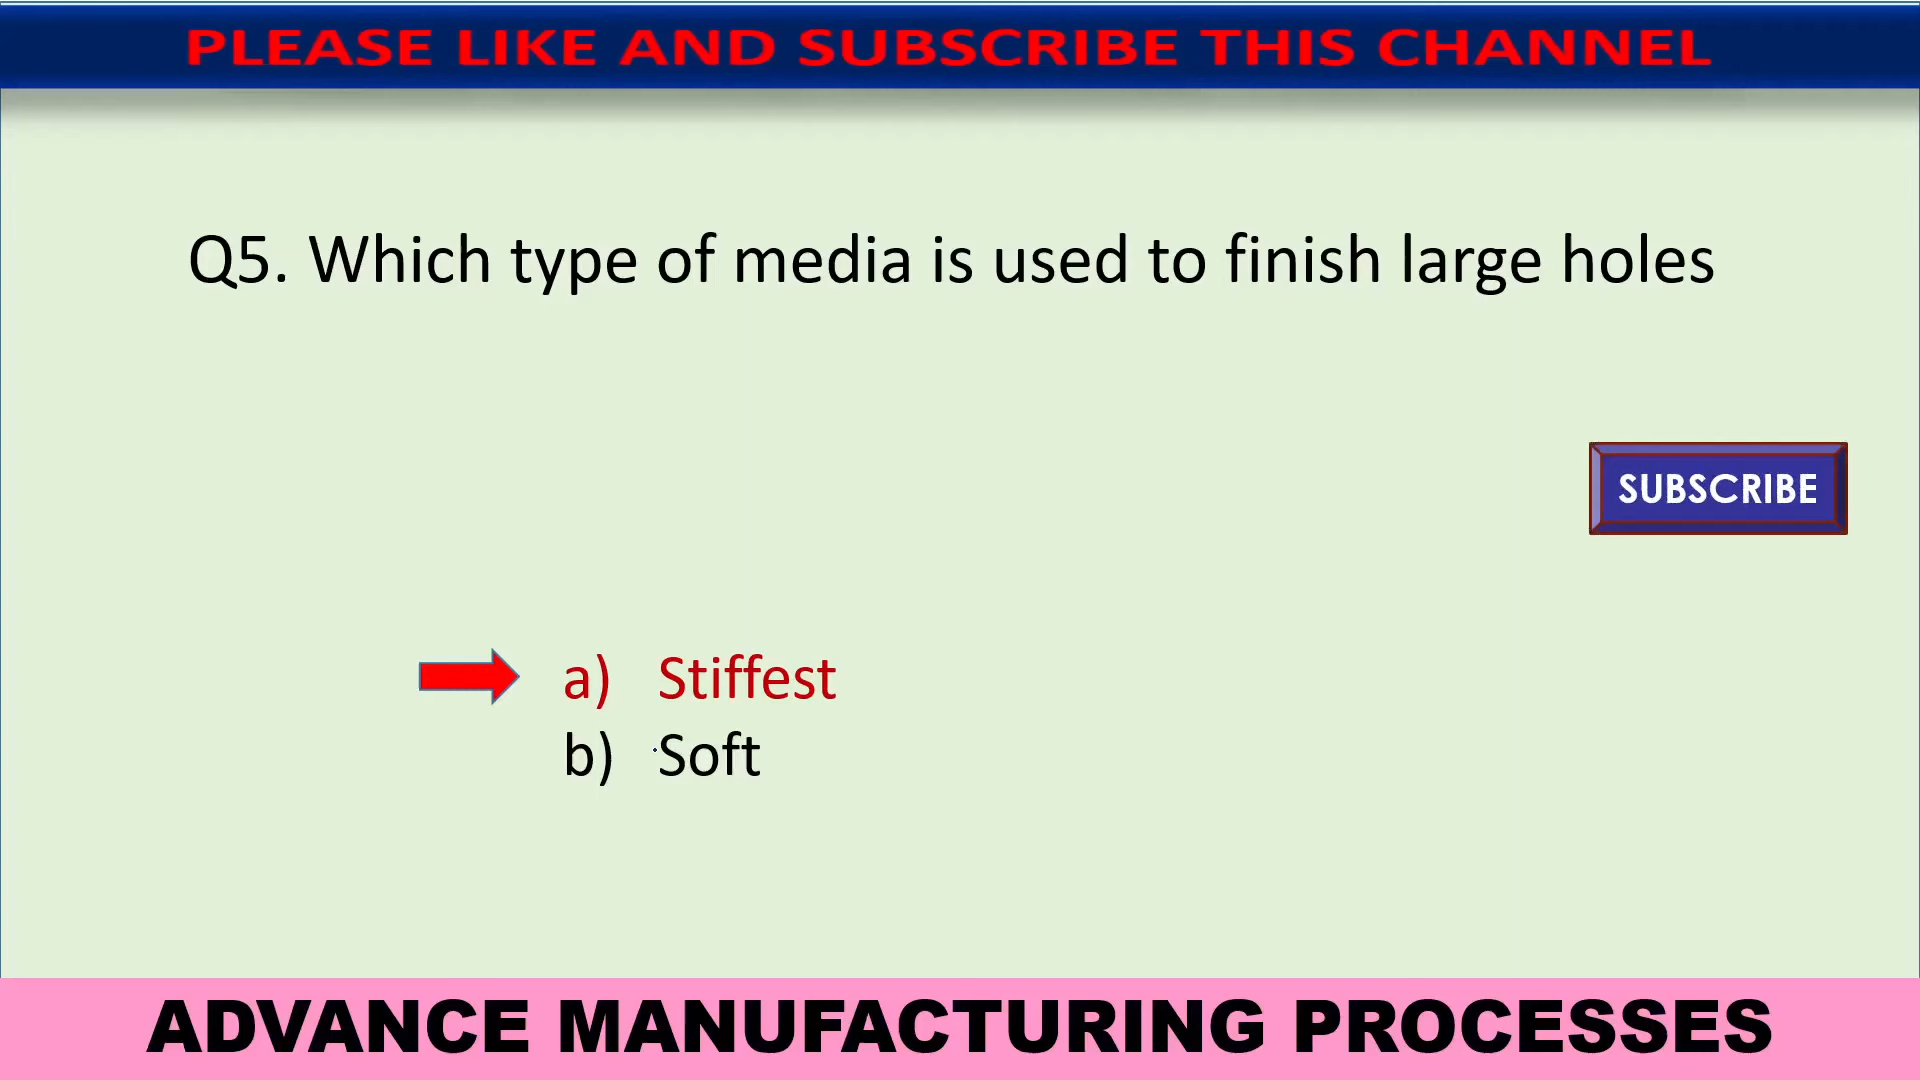 PLEASE LIKE AND SUBSCRIBE THIS CHANNEL
Q5. Which type of media is used to finish large holes
SUBSCRIBE
a) Stiffest
b) Soft
ADVANCE MANUFACTURING PROCESSES